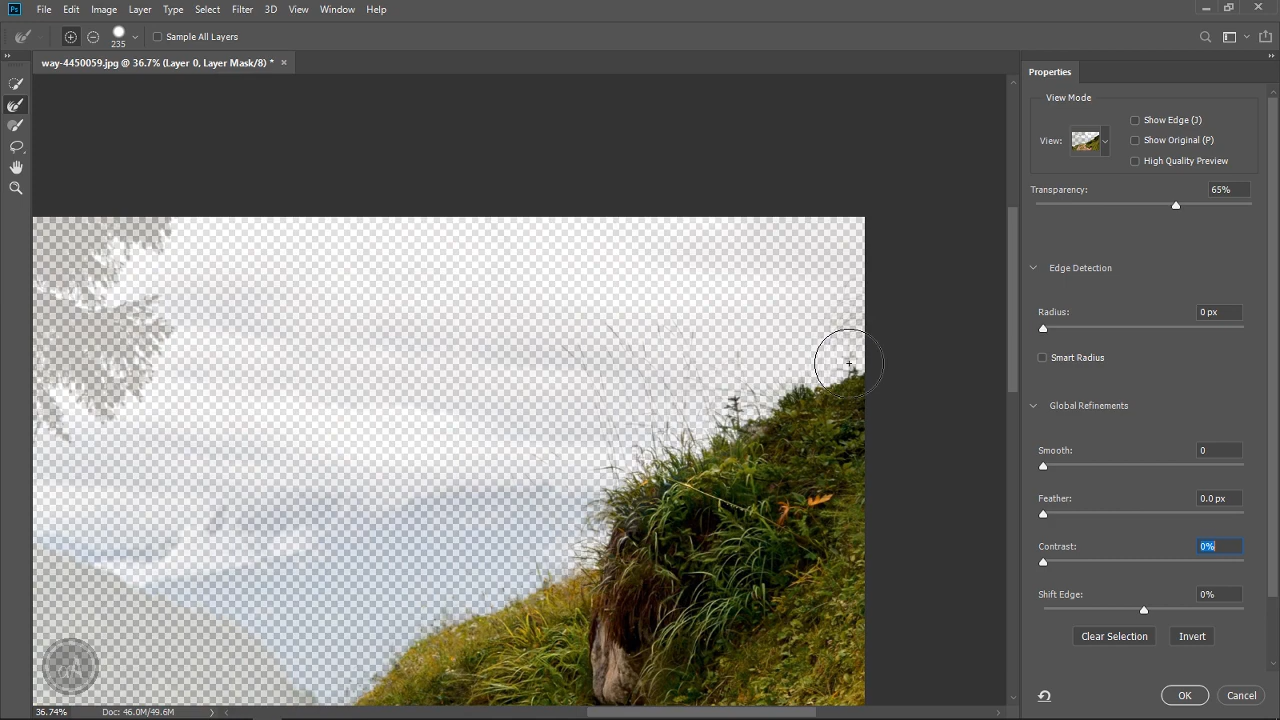 Ps File Edit Image Layer Type Select Filter 3D View Window Help
235 Sample All Layers
way-4450059.jpg @ 36.7% (Layer 0, Layer Mask/8) *
Properties
View Mode
Show Edge (J)
View: Show Original (P)
High Quality Preview
Transparency: 65%
Edge Detection
Radius: 0 px
Smart Radius
Global Refinements
Smooth: 0
Feather: 0.0 px
Contrast: 0%
Shift Edge: 0%
Clear Selection Invert
OK Cancel
36.74% Doc: 46.0M/49.6M